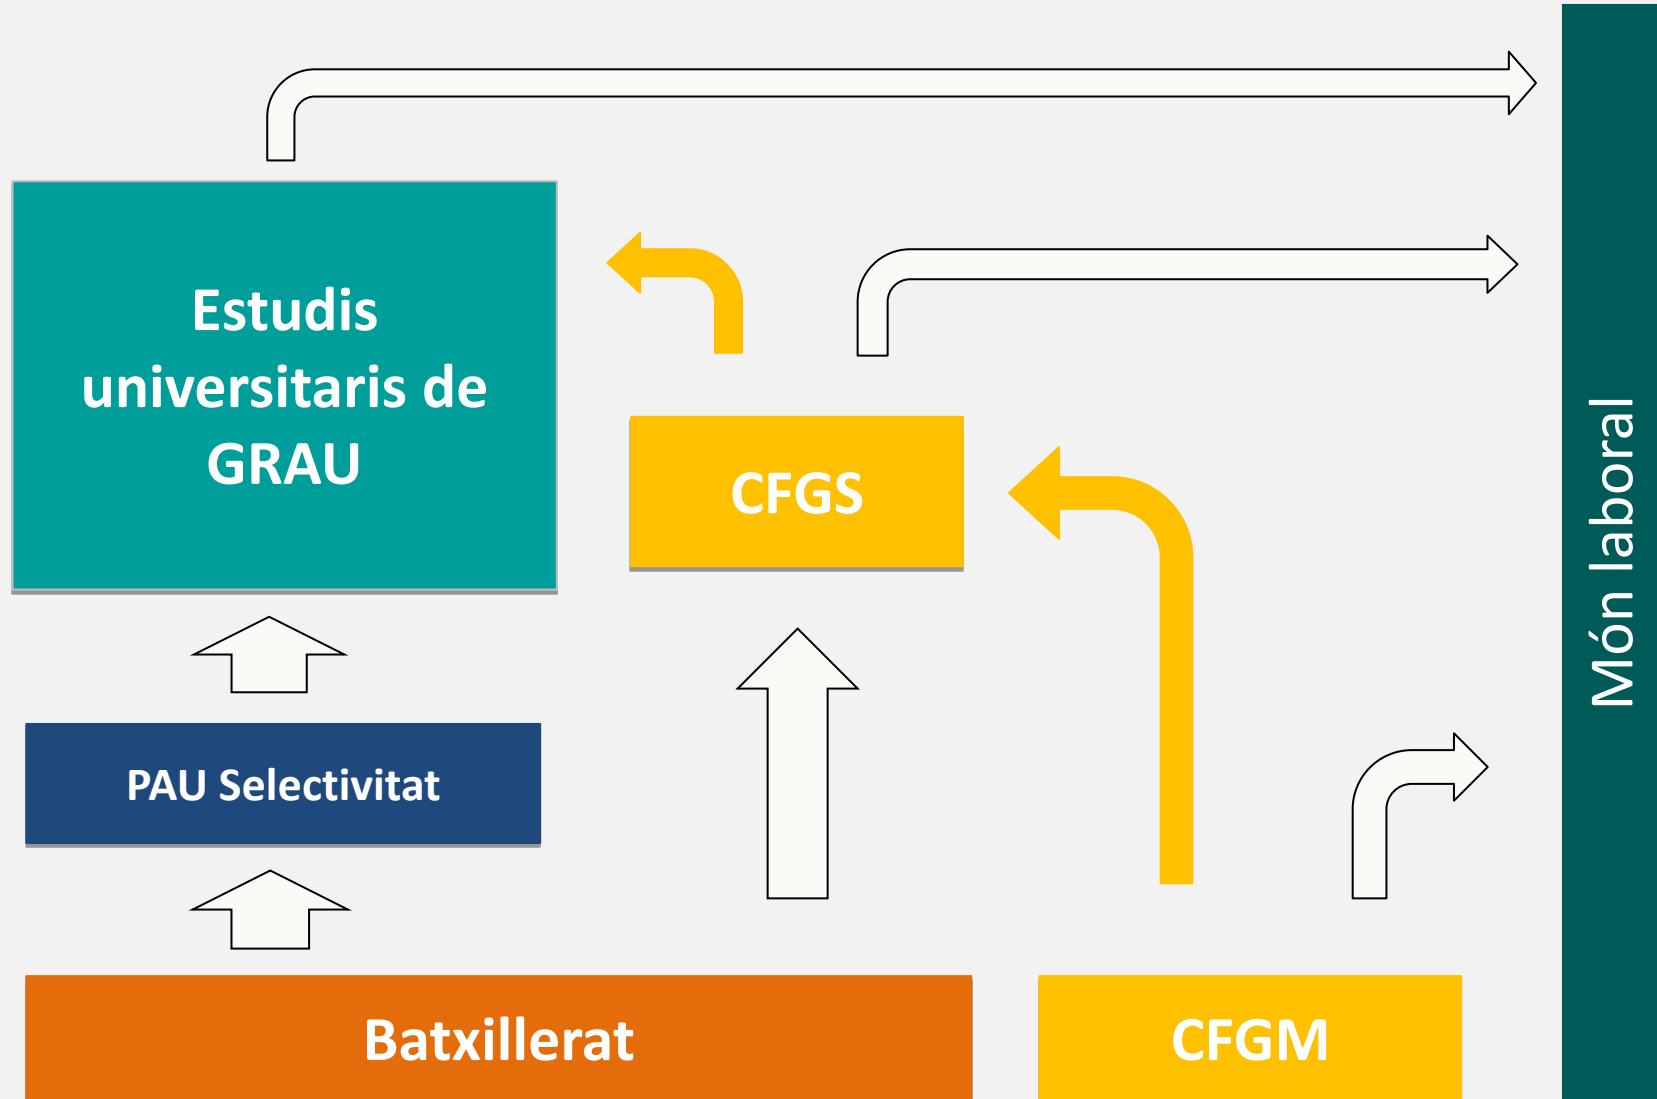 Estudis
universitaris de
GRAU
CFGS
Món laboral
PAU Selectivitat
Batxillerat
CFGM